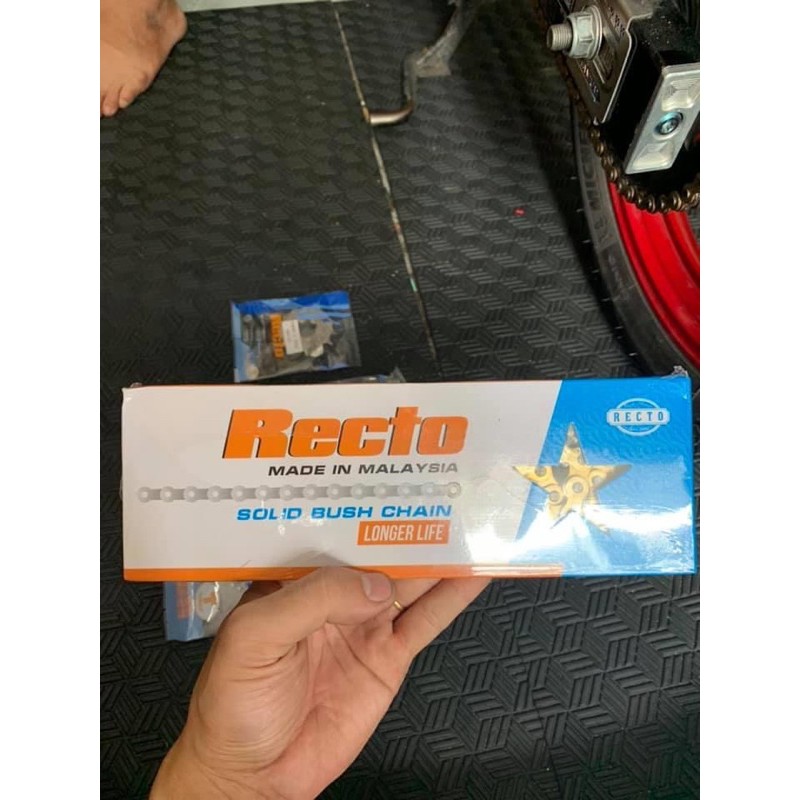 Recto
MADE IN MALAYSIA
SOLID BUSH CHAIN
LONGER LIFE
RECTO